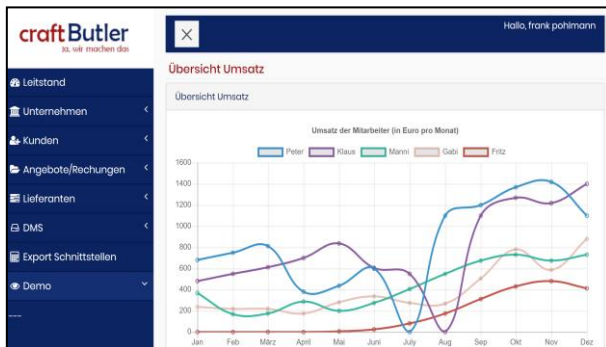 craftButler
ja, wir machen das
Hallo, frank pohlmann
Leitstand
Unternehmen
Kunden
Angebote/Rechungen
Lieferanten
DMS
Export Schnittstellen
Demo
---
Übersicht Umsatz
Übersicht Umsatz
Umsatz der Mitarbeiter (in Euro pro Monat)
Peter Klaus Manni Gabi Fritz
1600
1400
1200
1000
800
600
400
200
0
Jan Feb März April Mai Juni July Aug Sep Okt Nov Dez